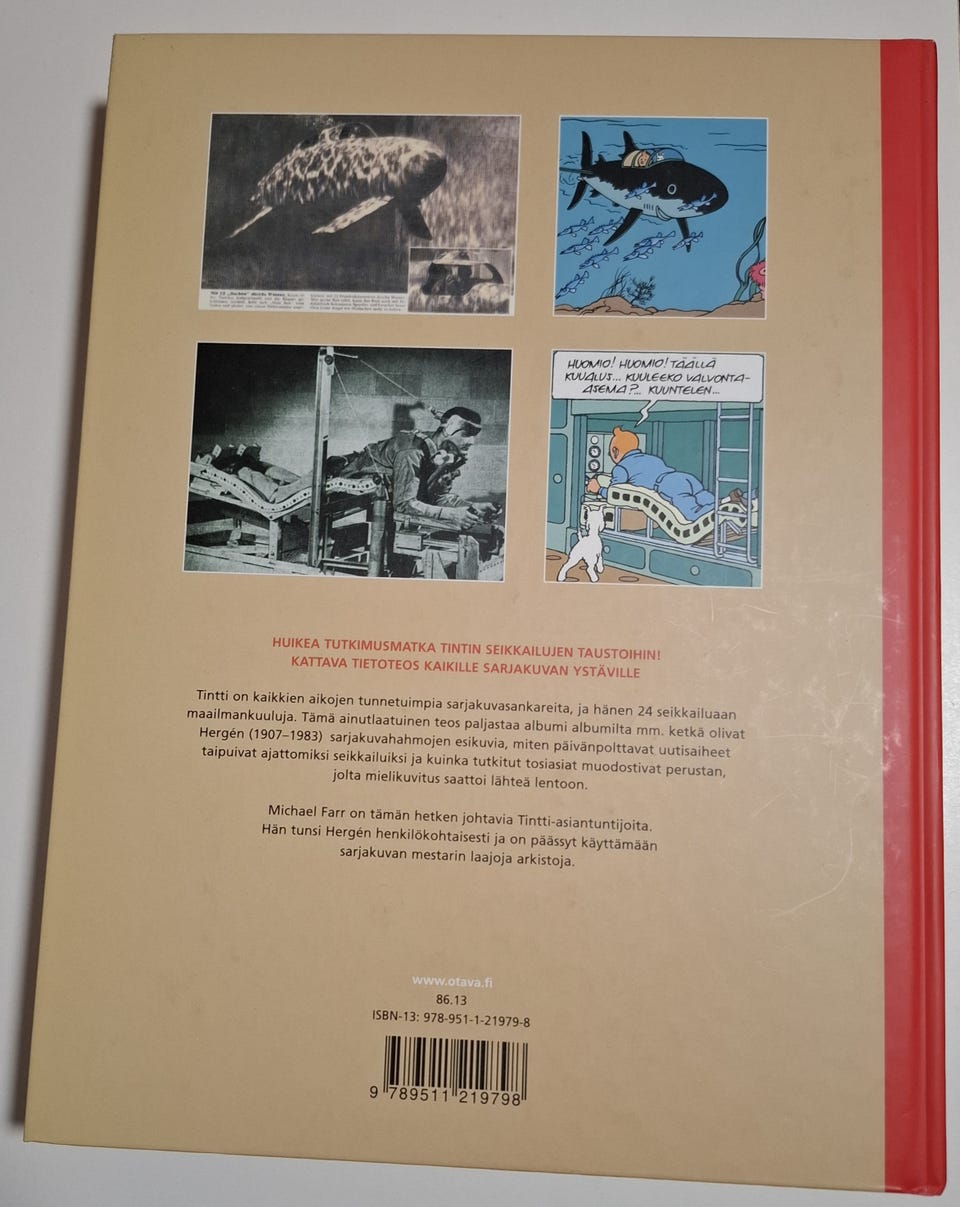 HUOMIO! HUOMIO! TÄÄLLÄ
KUUALUS... KUULEEKO VALVONTA-
ASEMA?... KUUNTELEN...
HUIKEA TUTKIMUSMATKA TINTIN SEIKKAILUJEN TAUSTOIHIN!
KATTAVA TIETOTEOS KAIKILLE SARJAKUVAN YSTÄVILLE
Tintti on kaikkien aikojen tunnetuimpia sarjakuvasankareita, ja hänen 24 seikkailuaan
maailmankuuluja. Tämä ainutlaatuinen teos paljastaa albumi albumilta mm. ketkä olivat
Hergén (1907–1983) sarjakuvahahmojen esikuvia, miten päivänpolttavat uutisaiheet
taipuivat ajattomiksi seikkailuiksi ja kuinka tutkitut tosiasiat muodostivat perustan,
jolta mielikuvitus saattoi lähteä lentoon.
Michael Farr on tämän hetken johtavia Tintti-asiantuntijoita.
Hän tunsi Hergén henkilökohtaisesti ja on päässyt käyttämään
sarjakuvan mestarin laajoja arkistoja.
www.otava.fi
86.13
ISBN-13: 978-951-1-21979-8
9 789511 219798